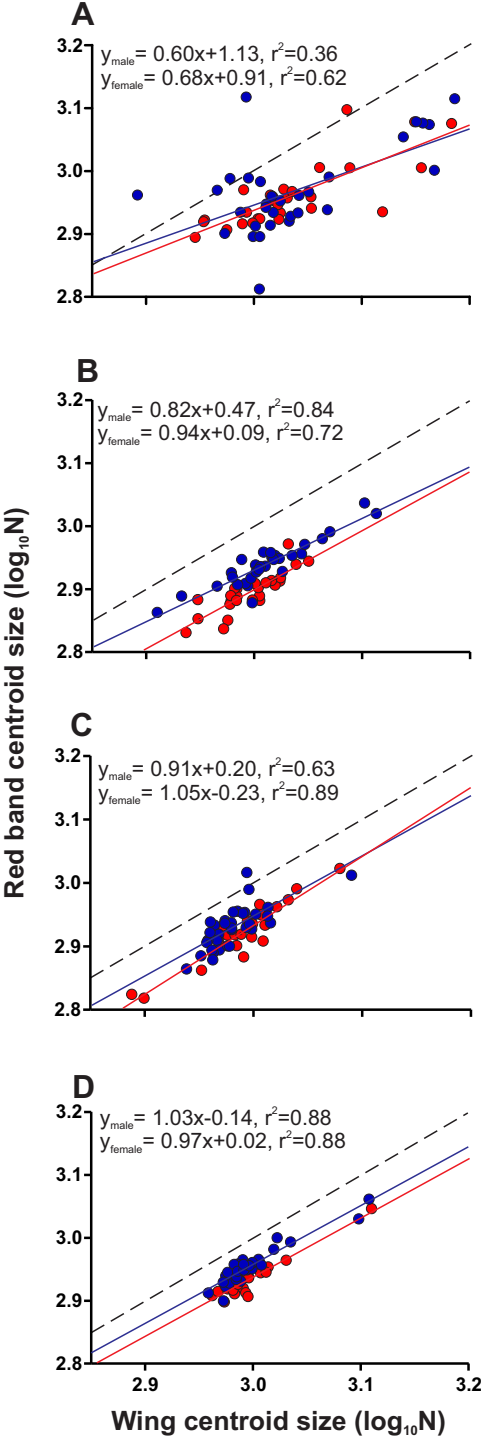 A
3.2
y_male= 0.60x+1.13, r²=0.36
y_female= 0.68x+0.91, r²=0.62
3.1
3.0
2.9
2.8
B
3.2
y_male= 0.82x+0.47, r²=0.84
y_female= 0.94x+0.09, r²=0.72
3.1
3.0
2.9
2.8
Red band centroid size (log₁₀N)
C
3.2
y_male= 0.91x+0.20, r²=0.63
y_female= 1.05x-0.23, r²=0.89
3.1
3.0
2.9
2.8
D
3.2
y_male= 1.03x-0.14, r²=0.88
y_female= 0.97x+0.02, r²=0.88
3.1
3.0
2.9
2.8
2.9 3.0 3.1 3.2
Wing centroid size (log₁₀N)